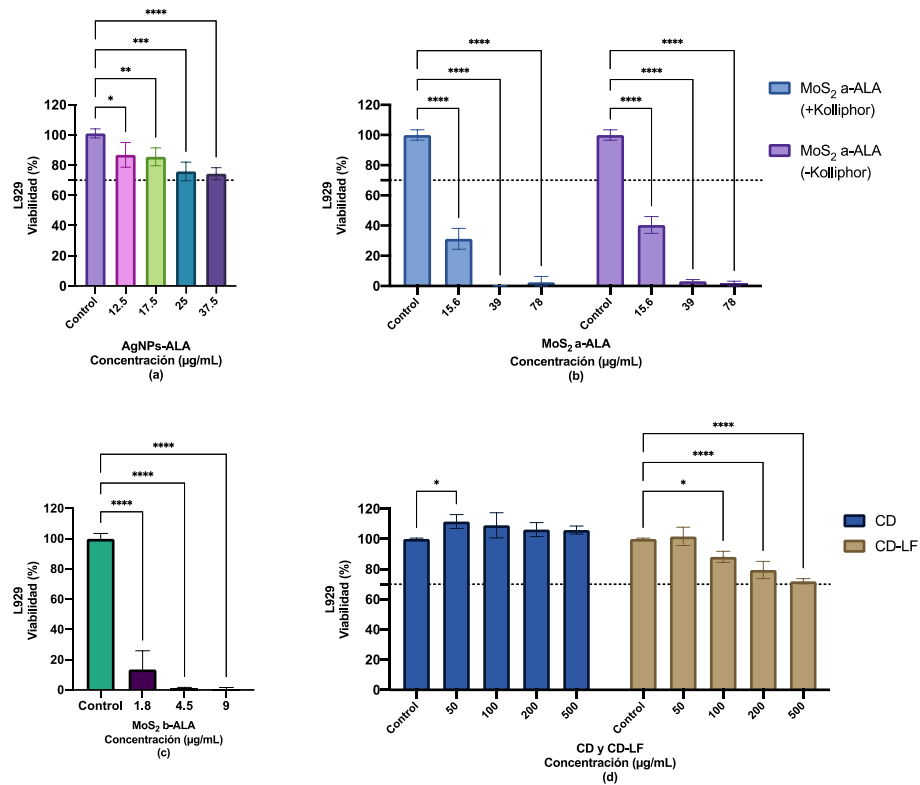 ****
***
**
*
120
100
80
60
40
20
0
L929
Viabilidad (%)
Control
12.5
17.5
25
37.5
AgNPs-ALA
Concentración (µg/mL)
(a)
****
****
****
****
****
****
120
100
80
60
40
20
0
L929
Viabilidad (%)
Control
15.6
39
78
Control
15.6
39
78
MoS₂ a-ALA
Concentración (µg/mL)
(b)
MoS₂ a-ALA
(+Kolliphor)
MoS₂ a-ALA
(-Kolliphor)
****
****
****
120
100
80
60
40
20
0
L929
Viabilidad (%)
Control
1.8
4.5
9
MoS₂ b-ALA
Concentración (µg/mL)
(c)
****
****
*
*
120
100
80
60
40
20
0
L929
Viabilidad (%)
Control
50
100
200
500
Control
50
100
200
500
CD y CD-LF
Concentración (µg/mL)
(d)
CD
CD-LF